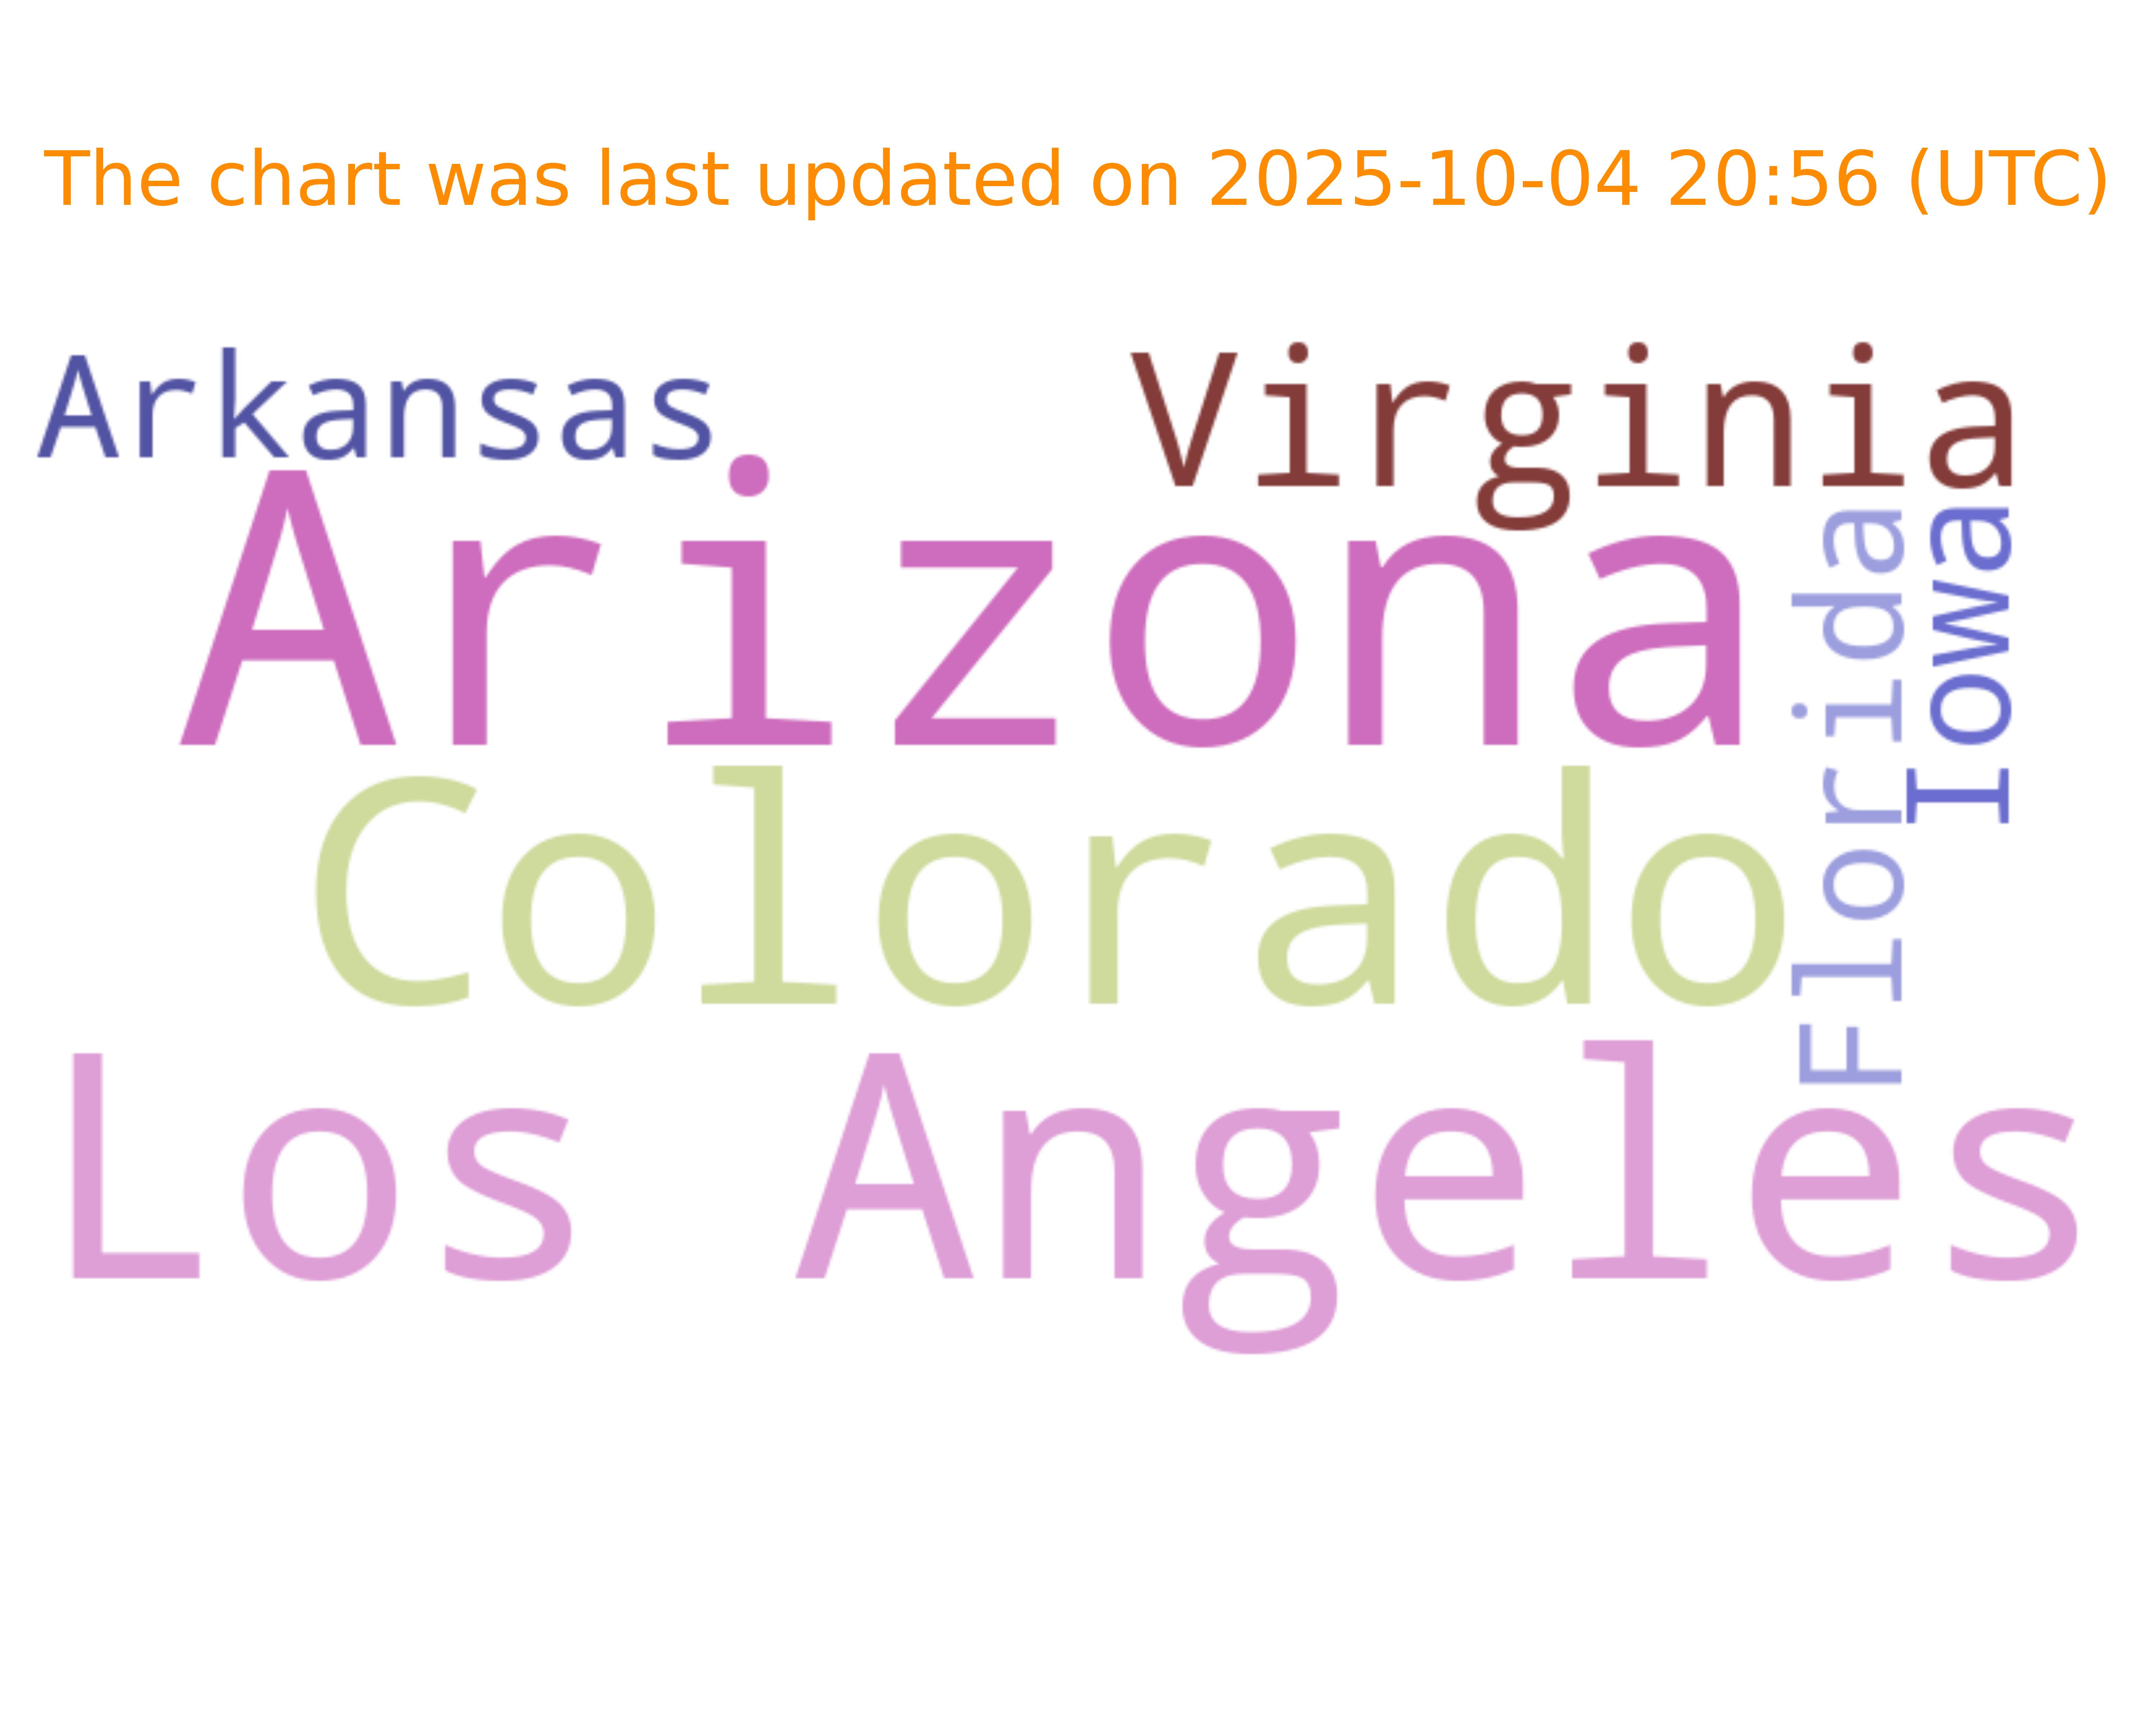 The chart was last updated on 2025-10-04 20:56 (UTC)
Arkansas
Virginia
Arizona
Iowa
Florida
Colorado
Los Angeles